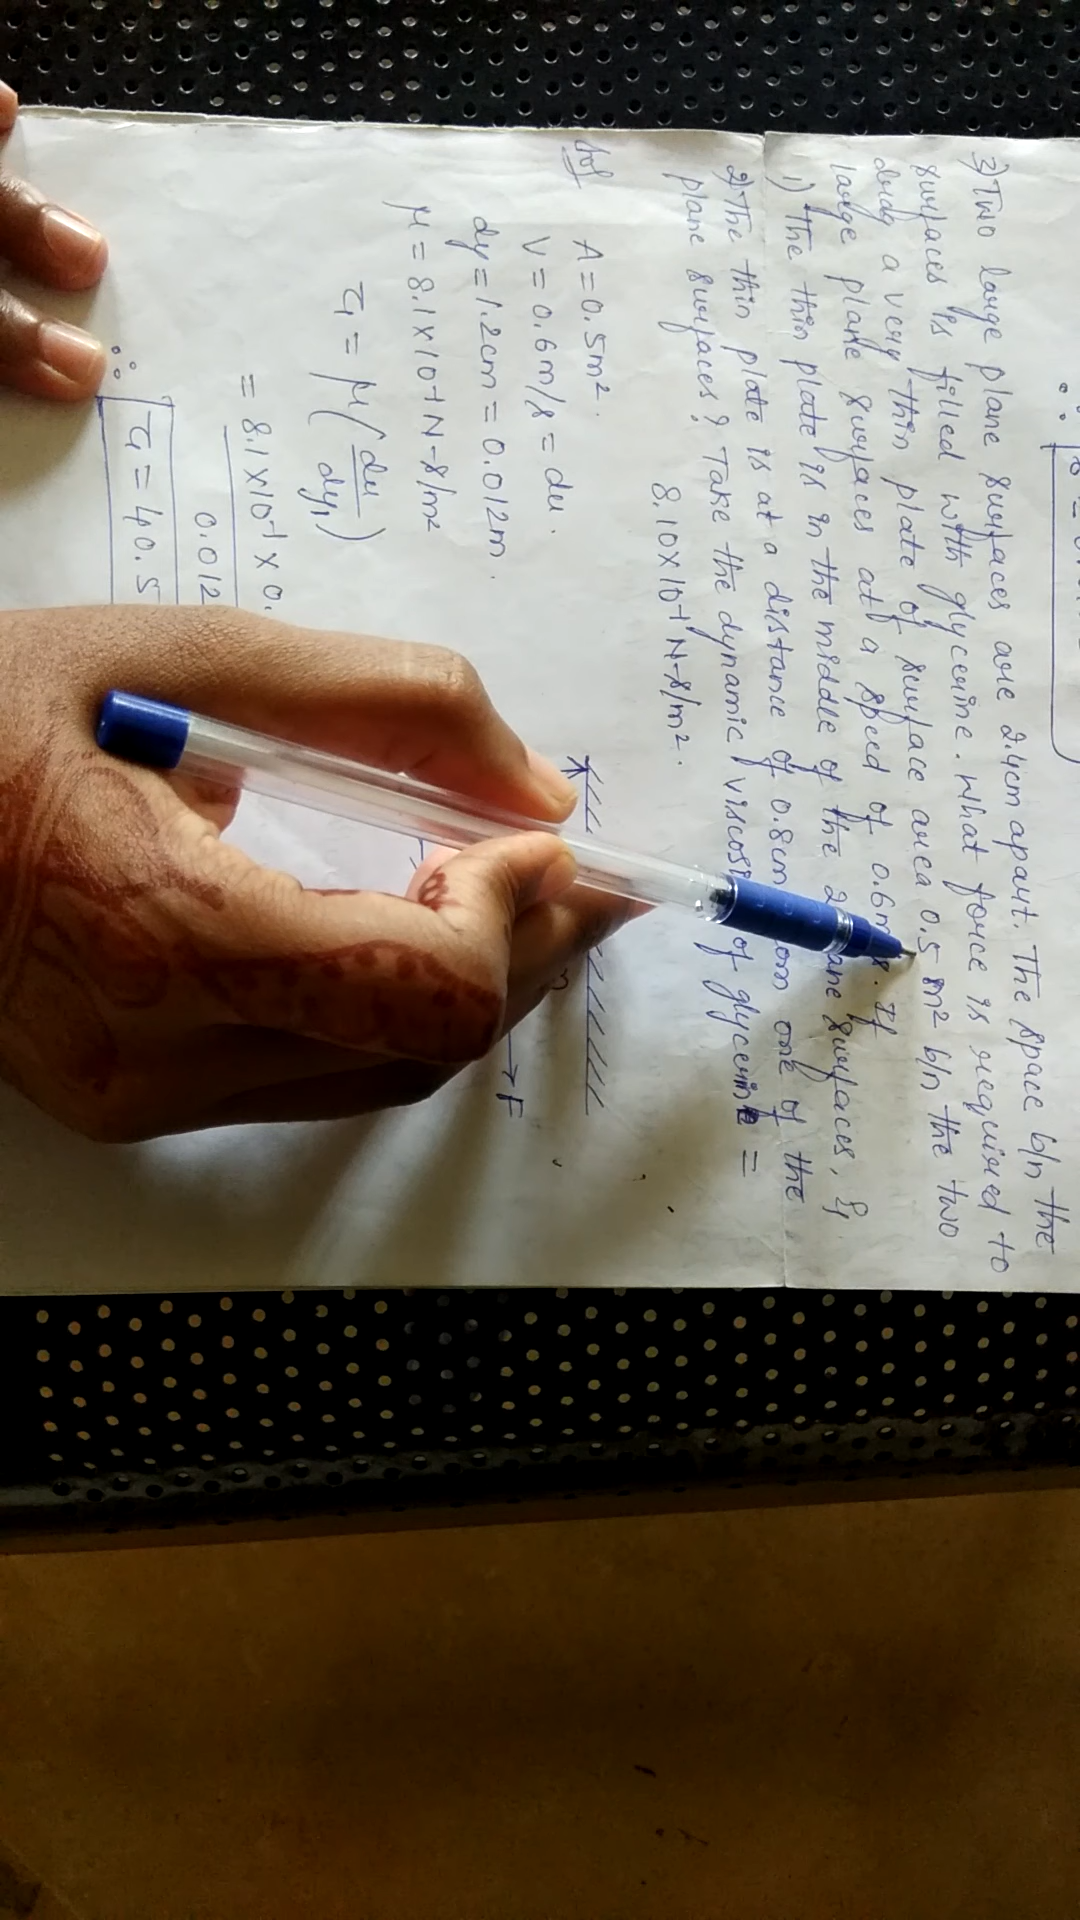 3) Two large plane surfaces are 2.4cm apart. The space b/n the
surfaces is filled with glycerine. What force is required to
drag a very thin plate of surface area 0.5 m² b/n the two
large plane surfaces at a speed of 0.6m/s. If
1) The thin plate is in the middle of the 2 plane surfaces, &
2) The thin plate is at a distance of 0.8cm from one of the
plane surfaces? Take the dynamic viscosity of glycerine =
8.10×10⁻¹ N-s/m².
Sol
A = 0.5m².
V = 0.6m/s = du.
dy = 1.2cm = 0.012m.
μ = 8.1×10⁻¹ N-s/m²
F
τ₁ = μ(du/dy₁)
= 8.1×10⁻¹ × 0.
0.012
∴ τ₁ = 40.5